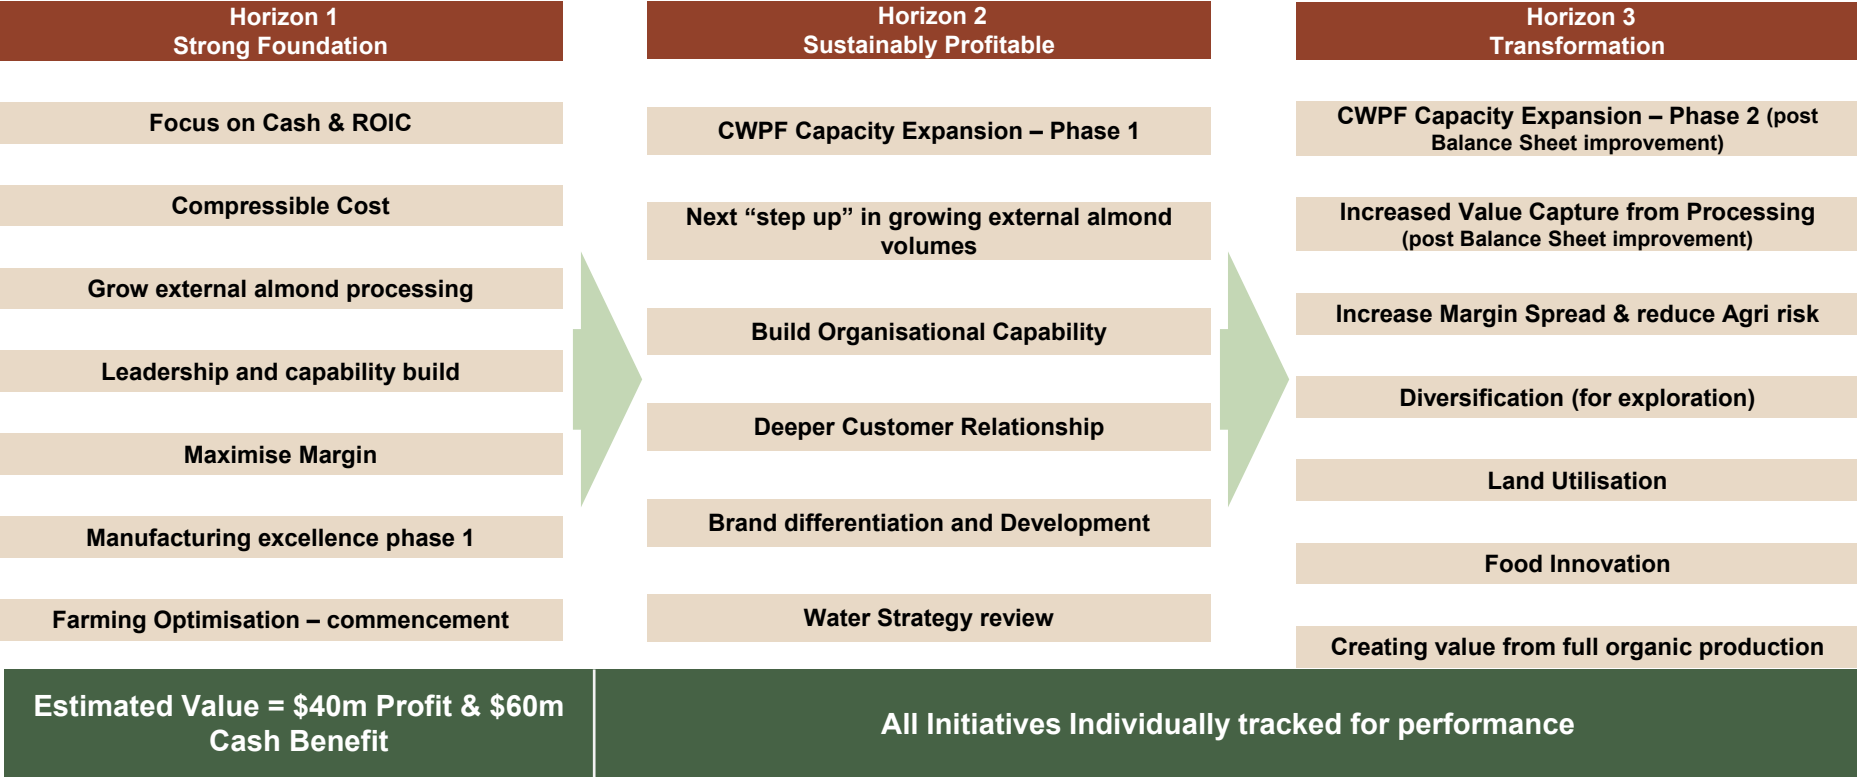 Horizon 1
Strong Foundation
Focus on Cash & ROIC
Compressible Cost
Grow external almond processing
Leadership and capability build
Maximise Margin
Manufacturing excellence phase 1
Farming Optimisation – commencement
Horizon 2
Sustainably Profitable
CWPF Capacity Expansion – Phase 1
Next “step up” in growing external almond
volumes
Build Organisational Capability
Deeper Customer Relationship
Brand differentiation and Development
Water Strategy review
Horizon 3
Transformation
CWPF Capacity Expansion – Phase 2 (post
Balance Sheet improvement)
Increased Value Capture from Processing
(post Balance Sheet improvement)
Increase Margin Spread & reduce Agri risk
Diversification (for exploration)
Land Utilisation
Food Innovation
Creating value from full organic production
Estimated Value = $40m Profit & $60m
Cash Benefit
All Initiatives Individually tracked for performance